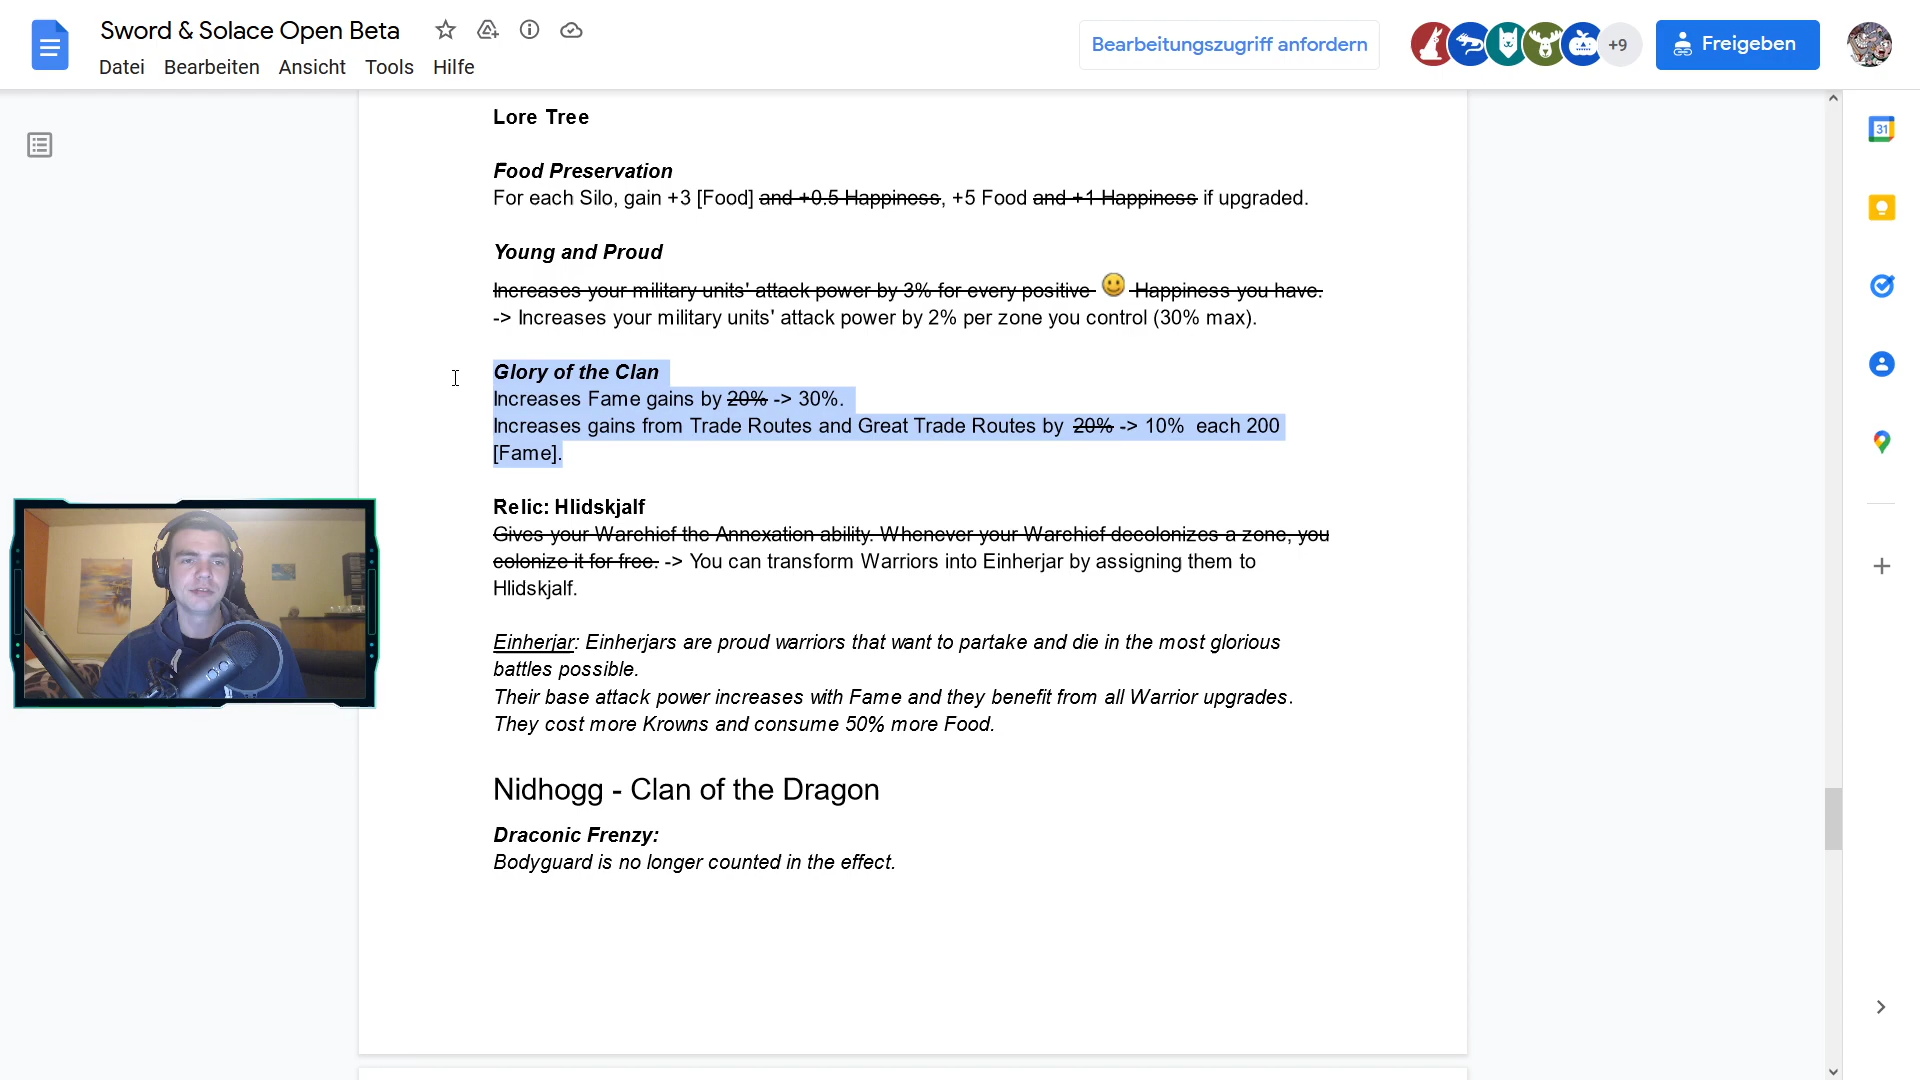 Sword & Solace Open Beta
Datei Bearbeiten Ansicht Tools Hilfe
Bearbeitungszugriff anfordern
+9
Freigeben
31
Lore Tree
Food Preservation
For each Silo, gain +3 [Food] and +0.5 Happiness, +5 Food and +1 Happiness if upgraded.
Young and Proud
Increases your military units' attack power by 3% for every positive Happiness you have.
-> Increases your military units' attack power by 2% per zone you control (30% max).
Glory of the Clan
Increases Fame gains by 20% -> 30%.
Increases gains from Trade Routes and Great Trade Routes by 20% -> 10% each 200
[Fame].
Relic: Hlidskjalf
Gives your Warchief the Annexation ability. Whenever your Warchief decolonizes a zone, you
colonize it for free. -> You can transform Warriors into Einherjar by assigning them to
Hlidskjalf.
Einherjar: Einherjars are proud warriors that want to partake and die in the most glorious
battles possible.
Their base attack power increases with Fame and they benefit from all Warrior upgrades.
They cost more Krowns and consume 50% more Food.
Nidhogg - Clan of the Dragon
Draconic Frenzy:
Bodyguard is no longer counted in the effect.